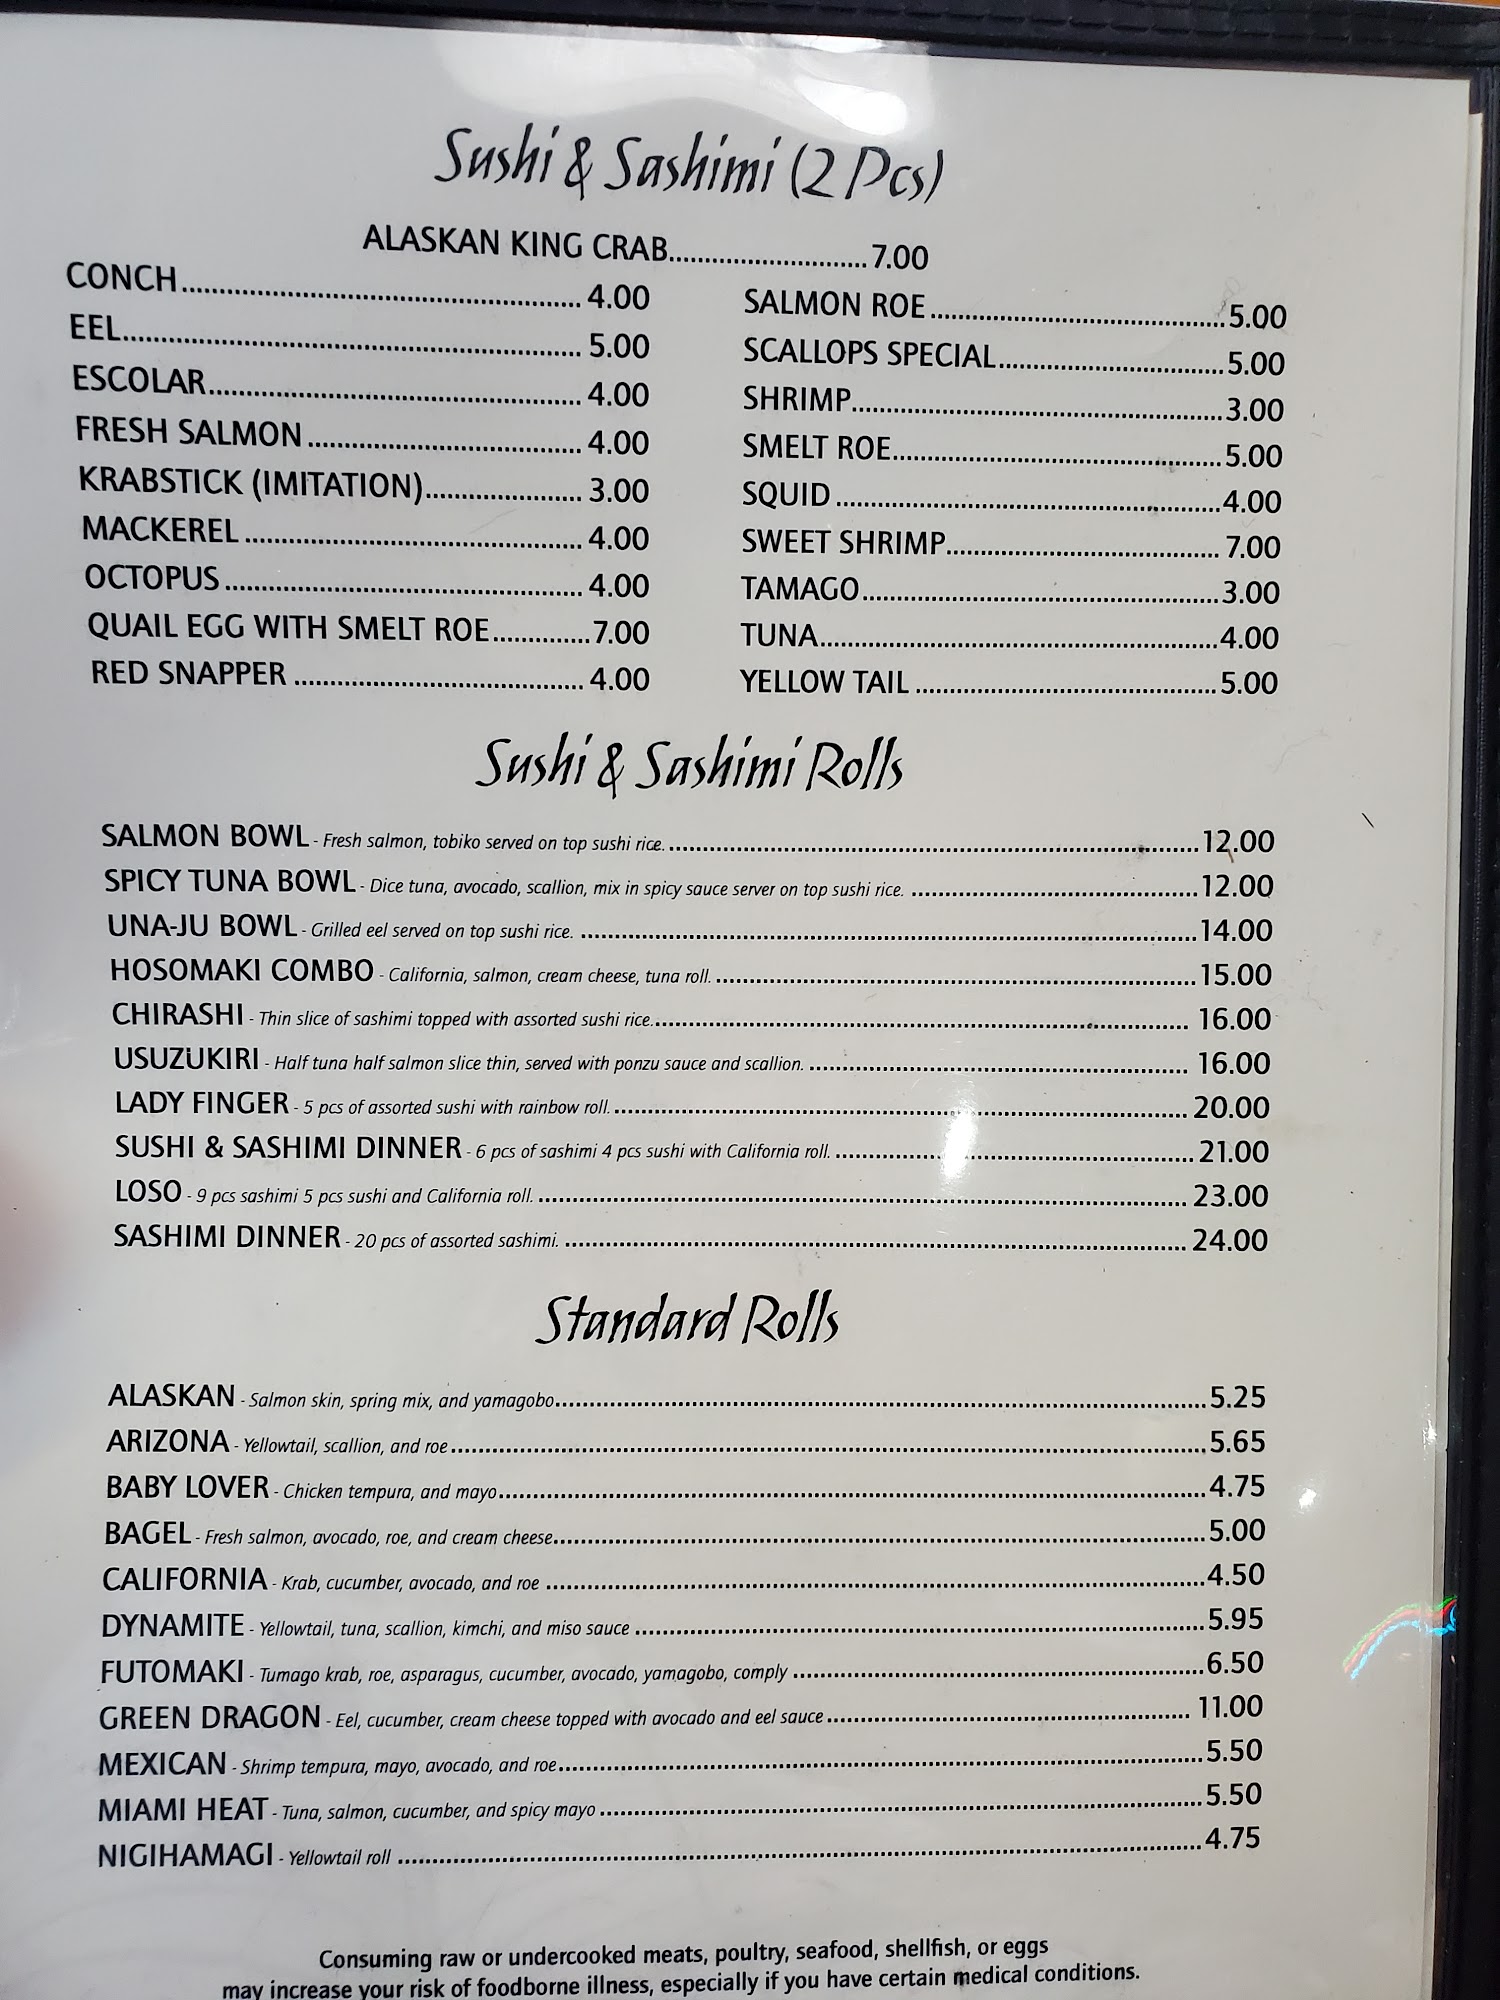 Sushi & Sashimi (2 Pcs)
ALASKAN KING CRAB..............................7.00
CONCH.......................................................4.00
EEL.......................................................5.00
ESCOLAR.......................................................4.00
FRESH SALMON.......................................4.00
KRABSTICK (IMITATION)......................3.00
MACKEREL..............................................4.00
OCTOPUS................................................4.00
QUAIL EGG WITH SMELT ROE.............7.00
RED SNAPPER........................................4.00
SALMON ROE........................................5.00
SCALLOPS SPECIAL...............................5.00
SHRIMP..................................................3.00
SMELT ROE.............................................5.00
SQUID.....................................................4.00
SWEET SHRIMP......................................7.00
TAMAGO.................................................3.00
TUNA......................................................4.00
YELLOW TAIL.........................................5.00
Sushi & Sashimi Rolls
SALMON BOWL - Fresh salmon, tobiko served on top sushi rice. ........................................12.00
SPICY TUNA BOWL - Dice tuna, avocado, scallion, mix in spicy sauce server on top sushi rice. ........................................12.00
UNA-JU BOWL - Grilled eel served on top sushi rice. ........................................14.00
HOSOMAKI COMBO - California, salmon, cream cheese, tuna roll. ........................................15.00
CHIRASHI - Thin slice of sashimi topped with assorted sushi rice......................................... 16.00
USUZUKIRI - Half tuna half salmon slice thin, served with ponzu sauce and scallion. ........................................ 16.00
LADY FINGER - 5 pcs of assorted sushi with rainbow roll. ........................................ 20.00
SUSHI & SASHIMI DINNER - 6 pcs of sashimi 4 pcs sushi with California roll. ........................................ 21.00
LOSO - 9 pcs sashimi 5 pcs sushi and California roll. ........................................ 23.00
SASHIMI DINNER - 20 pcs of assorted sashimi. ........................................ 24.00
Standard Rolls
ALASKAN - Salmon skin, spring mix, and yamagobo........................................5.25
ARIZONA - Yellowtail, scallion, and roe........................................5.65
BABY LOVER - Chicken tempura, and mayo........................................4.75
BAGEL - Fresh salmon, avocado, roe, and cream cheese........................................5.00
CALIFORNIA - Krab, cucumber, avocado, and roe ........................................4.50
DYNAMITE - Yellowtail, tuna, scallion, kimchi, and miso sauce ........................................5.95
FUTOMAKI - Tumago krab, roe, asparagus, cucumber, avocado, yamagobo, comply ........................................6.50
GREEN DRAGON - Eel, cucumber, cream cheese topped with avocado and eel sauce........................................ 11.00
MEXICAN - Shrimp tempura, mayo, avocado, and roe........................................5.50
MIAMI HEAT - Tuna, salmon, cucumber, and spicy mayo ........................................5.50
NIGIHAMAGI - Yellowtail roll ........................................4.75
Consuming raw or undercooked meats, poultry, seafood, shellfish, or eggs
may increase your risk of foodborne illness, especially if you have certain medical conditions.